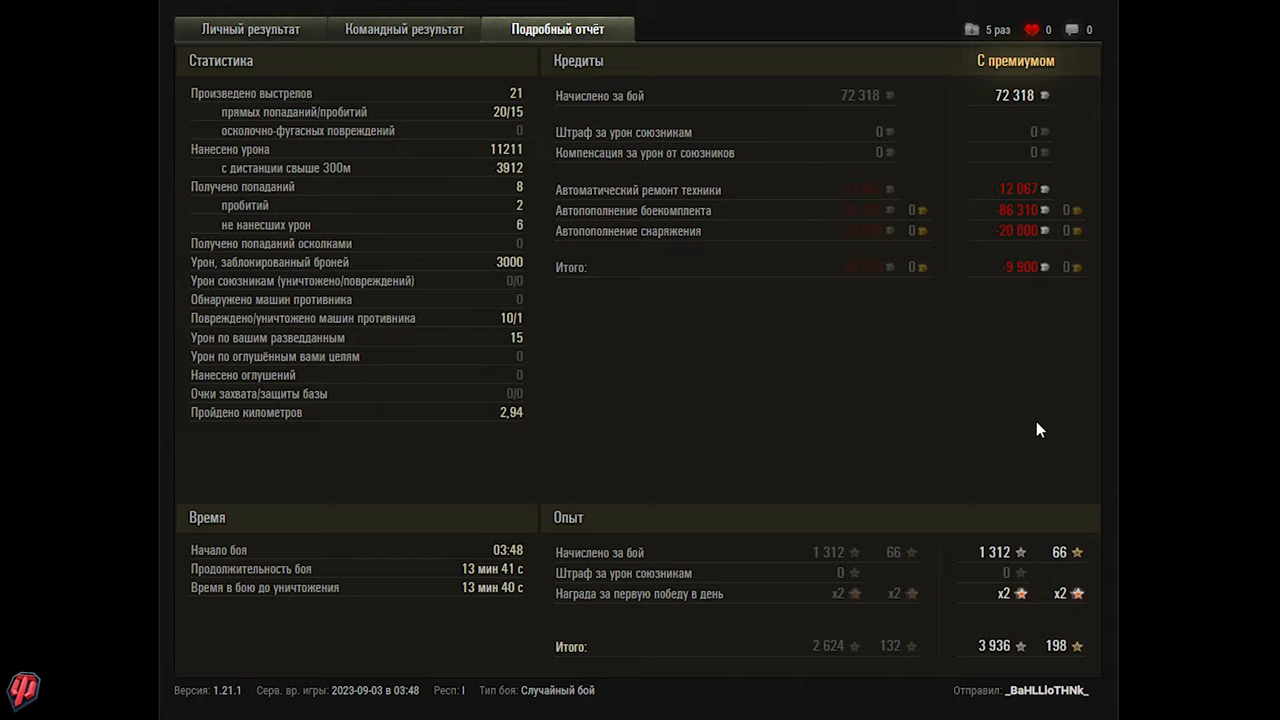 Личный результат Командный результат Подробный отчёт 5 раз 0 0
Статистика
Произведено выстрелов 21
прямых попаданий/пробитий 20/15
осколочно-фугасных повреждений 0
Нанесено урона 11211
с дистанции свыше 300м 3912
Получено попаданий 8
пробитий 2
не нанесших урон 6
Получено попаданий осколками 0
Урон, заблокированный броней 3000
Урон союзникам (уничтожено/повреждений) 0/0
Обнаружено машин противника 0
Повреждено/уничтожено машин противника 10/1
Урон по вашим разведданным 15
Урон по оглушённым вами целям 0
Нанесено оглушений 0
Очки захвата/защиты базы 0/0
Пройдено километров 2,94
Кредиты С премиумом
Начислено за бой 72 318 72 318
Штраф за урон союзникам 0 0
Компенсация за урон от союзников 0 0
Автоматический ремонт техники -12 067
Автопополнение боекомплекта 0 -86 310 0
Автопополнение снаряжения 0 -20 000 0
Итого: 0 -9 900 0
Время
Начало боя 03:48
Продолжительность боя 13 мин 41 с
Время в бою до уничтожения 13 мин 40 с
Опыт
Начислено за бой 1 312 66 1 312 66
Штраф за урон союзникам 0 0
Награда за первую победу в день x2 x2 x2 x2
Итого: 2 624 132 3 936 198
Версия: 1.21.1 Серв. вр. игры: 2023-09-03 в 03:48 Респ: I Тип боя: Случайный бой Отправил: _BaHLLloTHNk_